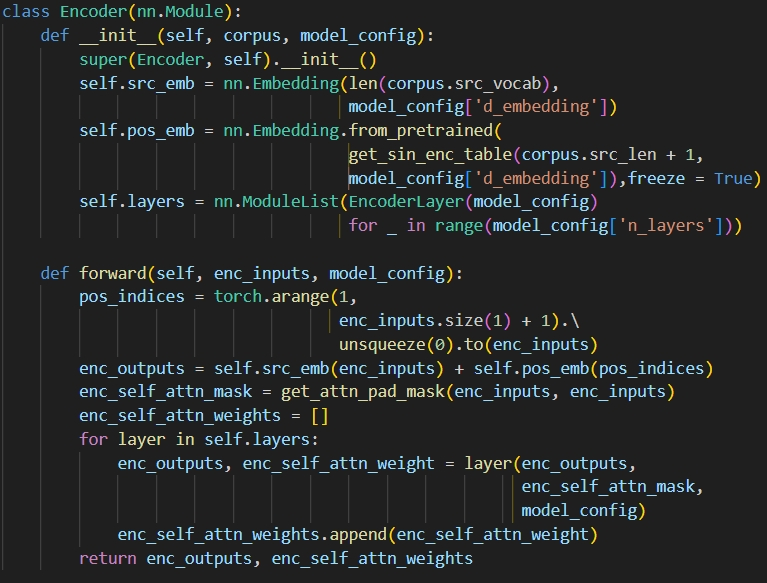 class Encoder(nn.Module):
    def __init__(self, corpus, model_config):
        super(Encoder, self).__init__()
        self.src_emb = nn.Embedding(len(corpus.src_vocab),
                                    model_config['d_embedding'])
        self.pos_emb = nn.Embedding.from_pretrained(
                                    get_sin_enc_table(corpus.src_len + 1,
                                    model_config['d_embedding']),freeze = True)
        self.layers = nn.ModuleList(EncoderLayer(model_config)
                                    for _ in range(model_config['n_layers']))

    def forward(self, enc_inputs, model_config):
        pos_indices = torch.arange(1,
                                   enc_inputs.size(1) + 1).\
                                   unsqueeze(0).to(enc_inputs)
        enc_outputs = self.src_emb(enc_inputs) + self.pos_emb(pos_indices)
        enc_self_attn_mask = get_attn_pad_mask(enc_inputs, enc_inputs)
        enc_self_attn_weights = []
        for layer in self.layers:
            enc_outputs, enc_self_attn_weight = layer(enc_outputs,
                                                      enc_self_attn_mask,
                                                      model_config)
            enc_self_attn_weights.append(enc_self_attn_weight)
        return enc_outputs, enc_self_attn_weights